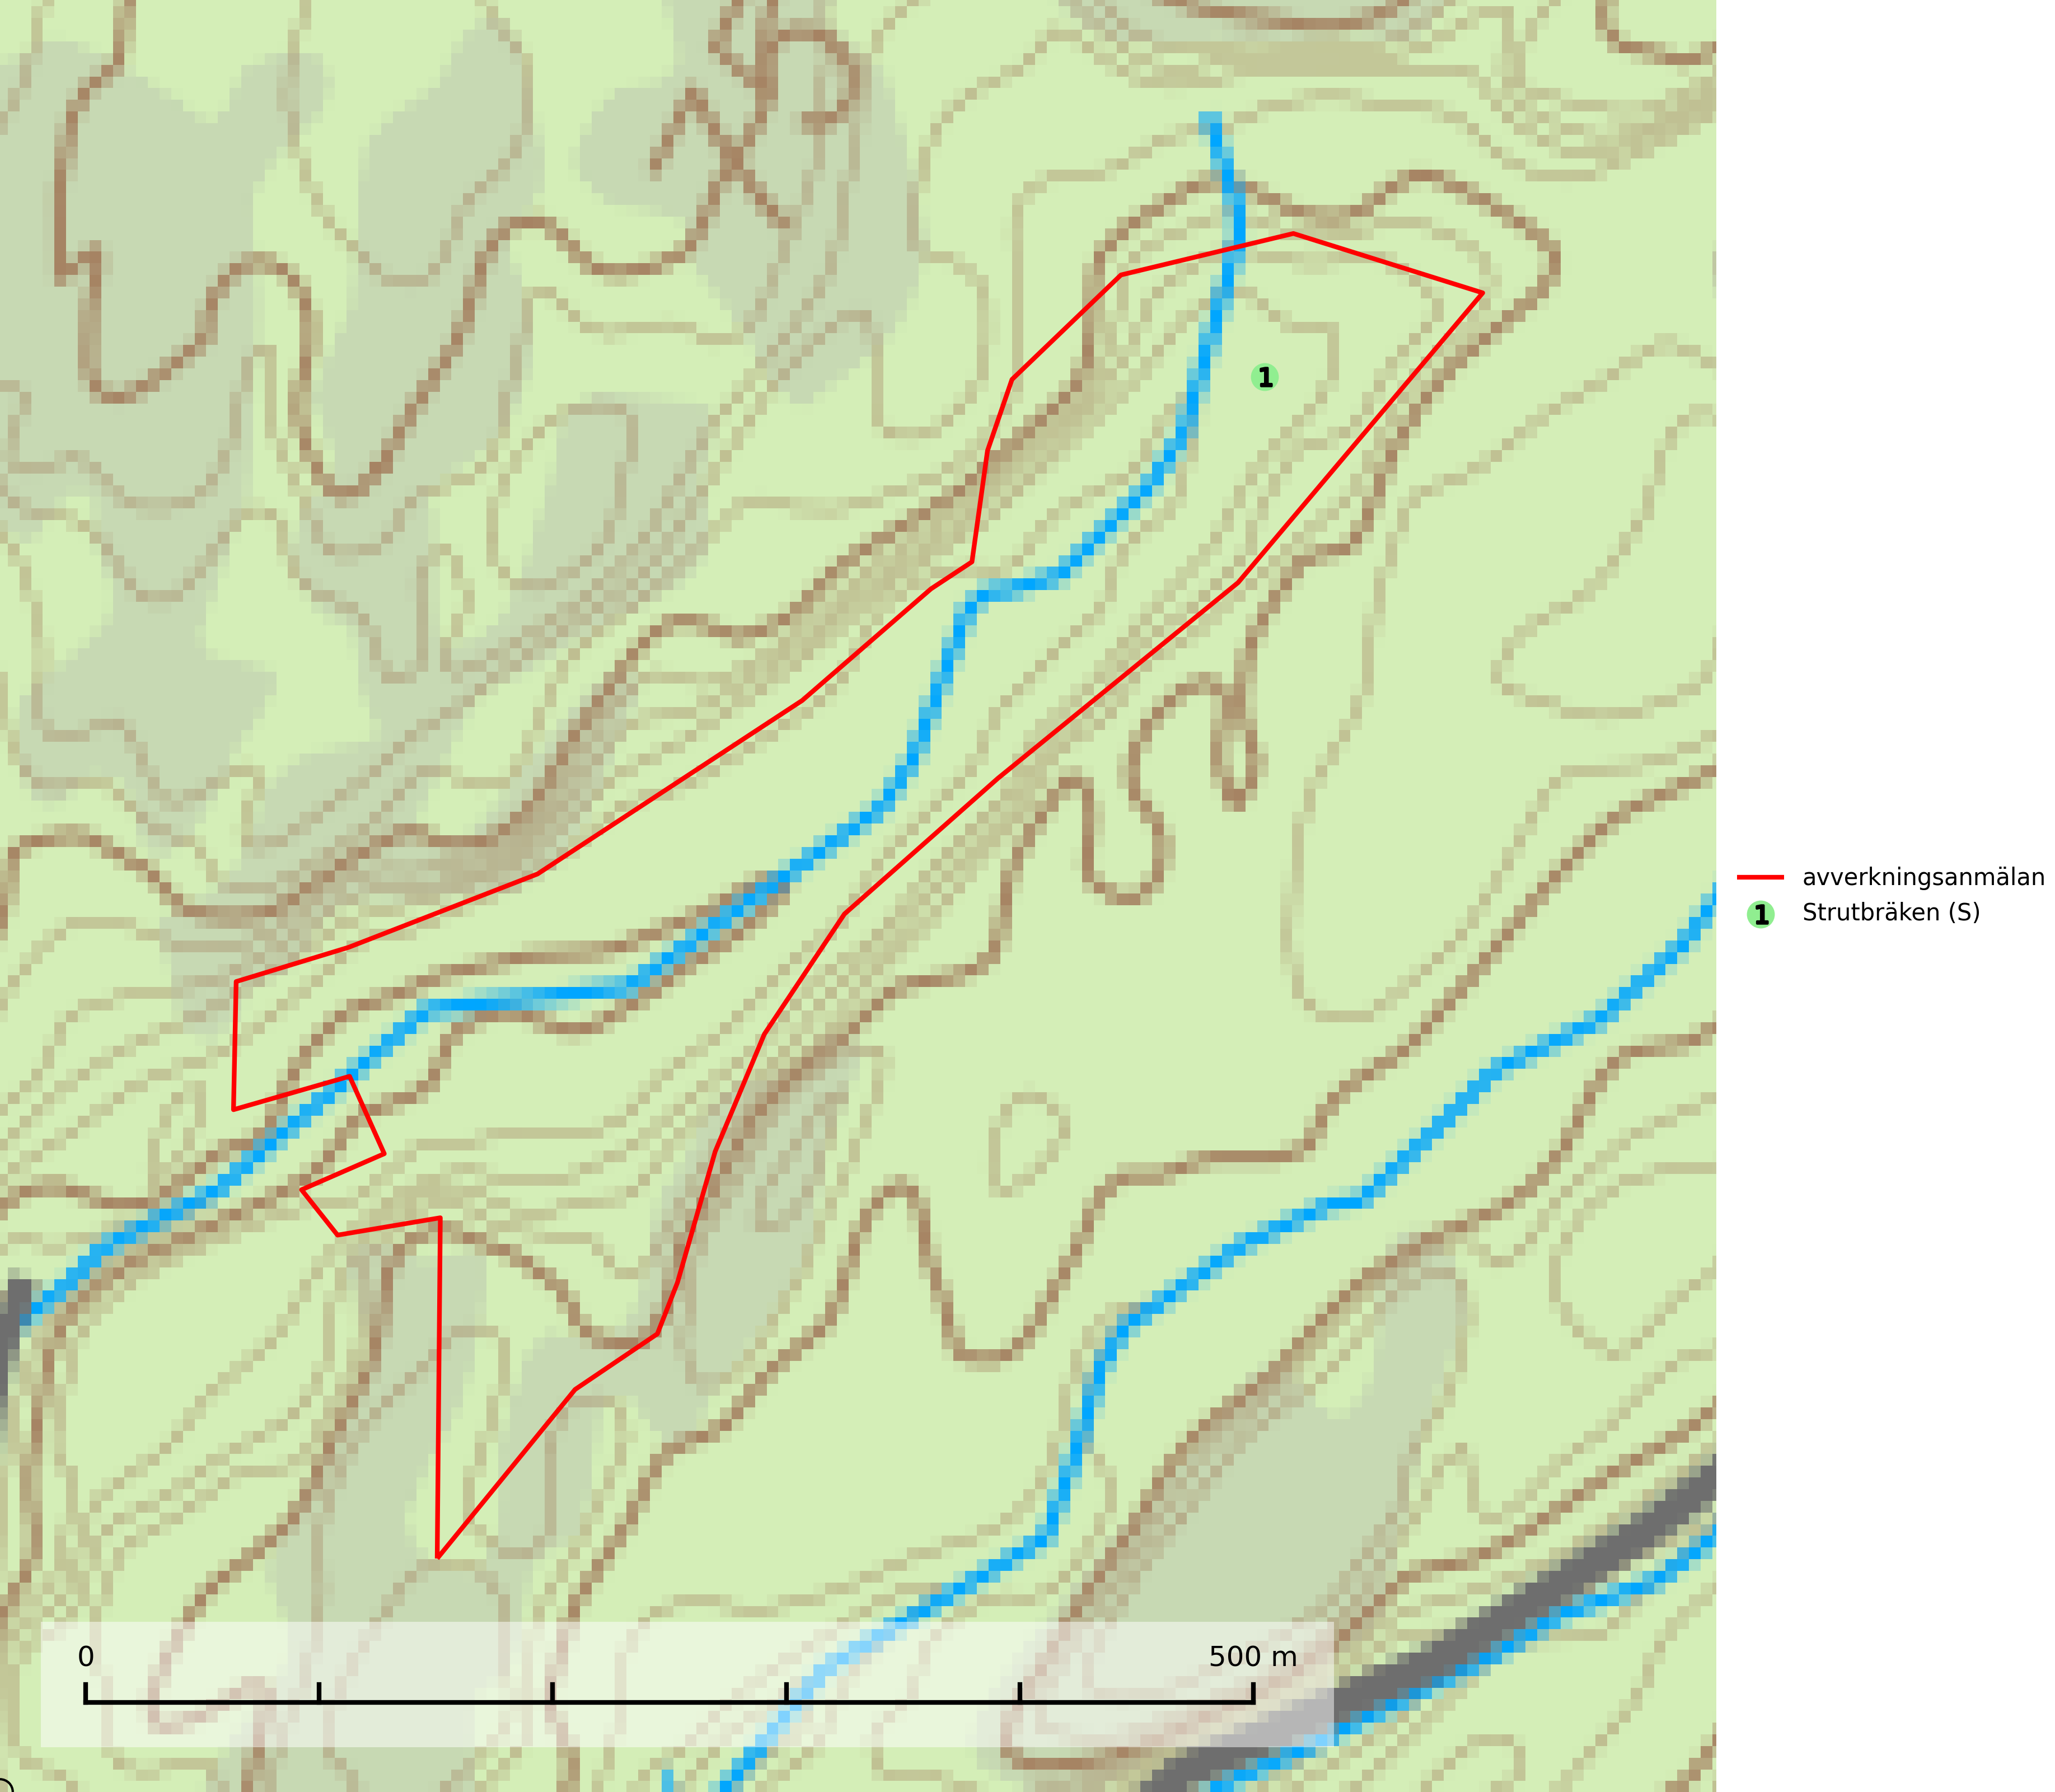 1
avverkningsanmälan
1 Strutbräken (S)
0 500 m